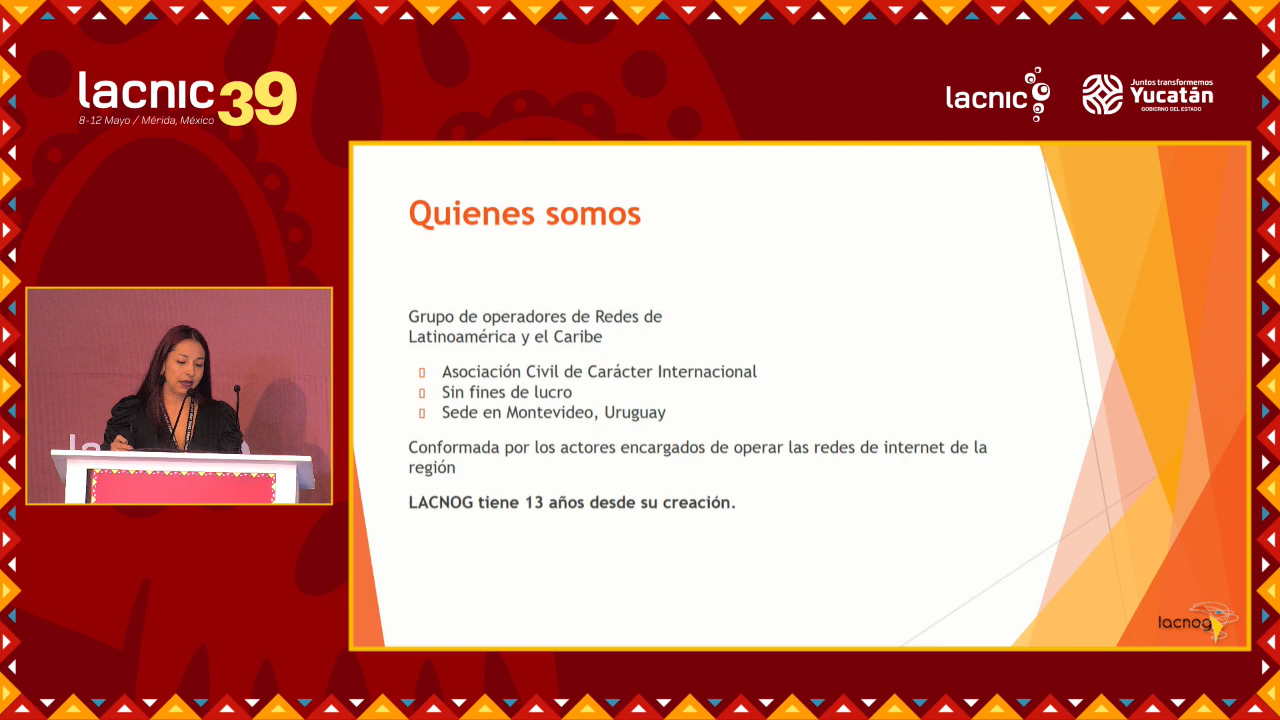 lacnic 39
8-12 Mayo / Mérida, México
lacnic
Juntos transformemos
Yucatán
GOBIERNO DEL ESTADO
Quienes somos
Grupo de operadores de Redes de
Latinoamérica y el Caribe
Asociación Civil de Carácter Internacional
Sin fines de lucro
Sede en Montevideo, Uruguay
Conformada por los actores encargados de operar las redes de internet de la
región
LACNOG tiene 13 años desde su creación.
la
lacnog